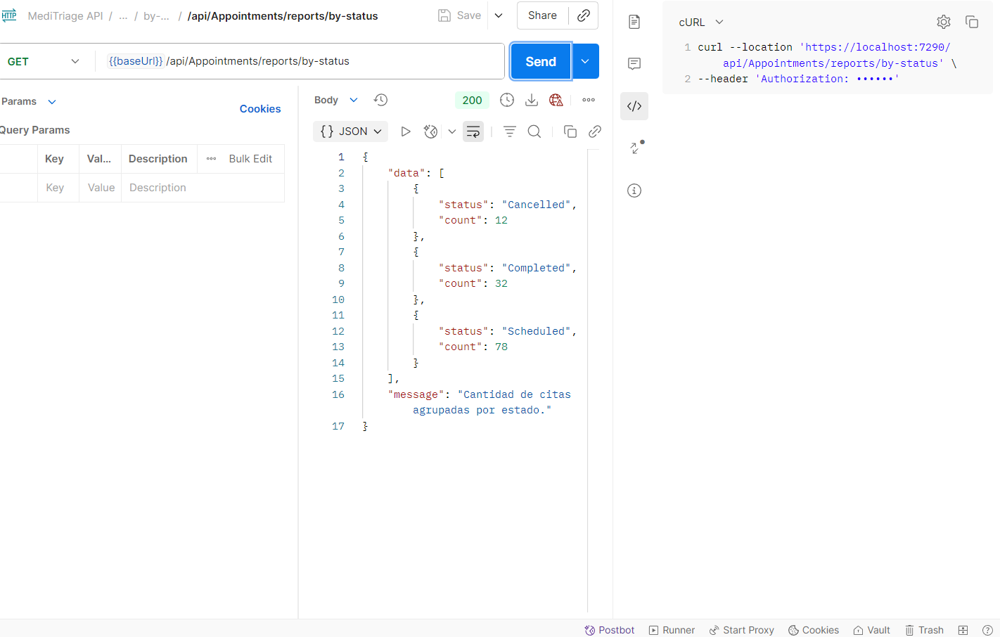 HTTP MediTriage API / ... / by-... / /api/Appointments/reports/by-status Save Share
GET {{baseUrl}} /api/Appointments/reports/by-status Send
Params
Cookies
Query Params
Key Val... Description Bulk Edit
Key Value Description
Body 200
{} JSON
1 {
2 "data": [
3 {
4 "status": "Cancelled",
5 "count": 12
6 },
7 {
8 "status": "Completed",
9 "count": 32
10 },
11 {
12 "status": "Scheduled",
13 "count": 78
14 }
15 ],
16 "message": "Cantidad de citas
agrupadas por estado."
17 }
cURL
1 curl --location 'https://localhost:7290/
api/Appointments/reports/by-status' \
2 --header 'Authorization: ••••••'
Postbot Runner Start Proxy Cookies Vault Trash